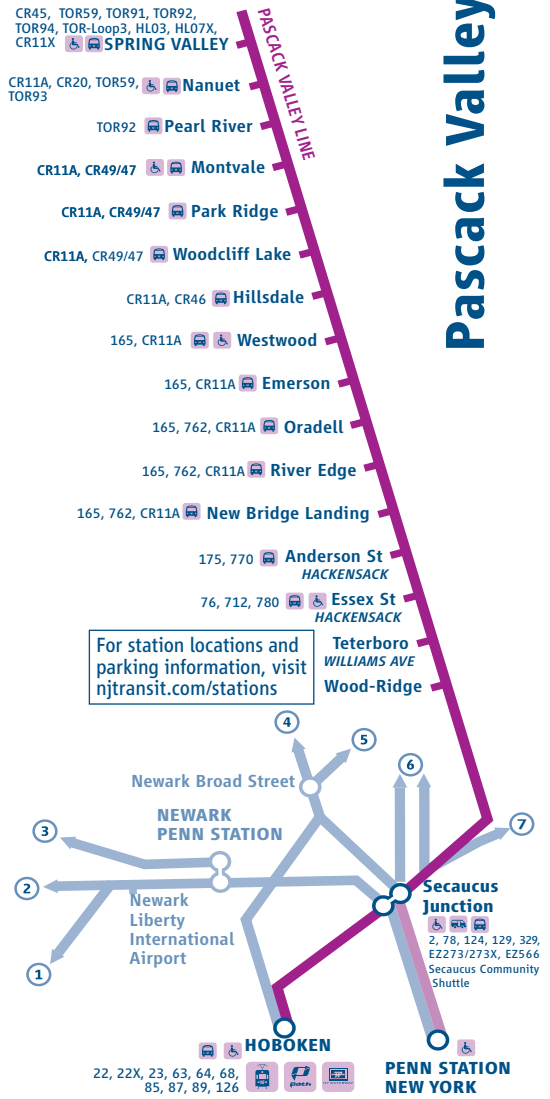 Pascack Valley
PASCACK VALLEY LINE
CR45, TOR59, TOR91, TOR92,
TOR94, TOR-Loop3, HL03, HL07X,
CR11X SPRING VALLEY
CR11A, CR20, TOR59,
TOR93
Nanuet
TOR92 Pearl River
CR11A, CR49/47 Montvale
CR11A, CR49/47 Park Ridge
CR11A, CR49/47 Woodcliff Lake
CR11A, CR46 Hillsdale
165, CR11A Westwood
165, CR11A Emerson
165, 762, CR11A Oradell
165, 762, CR11A River Edge
165, 762, CR11A New Bridge Landing
175, 770 Anderson St
HACKENSACK
76, 712, 780 Essex St
HACKENSACK
Teterboro
WILLIAMS AVE
Wood-Ridge
For station locations and
parking information, visit
njtransit.com/stations
4
5
6
7
Newark Broad Street
NEWARK
PENN STATION
3
2
1
Newark
Liberty
International
Airport
Secaucus
Junction
2, 78, 124, 129, 329,
EZ273/273X, EZ566
Secaucus Community
Shuttle
HOBOKEN
22, 22X, 23, 63, 64, 68,
85, 87, 89, 126
path
PENN STATION
NEW YORK